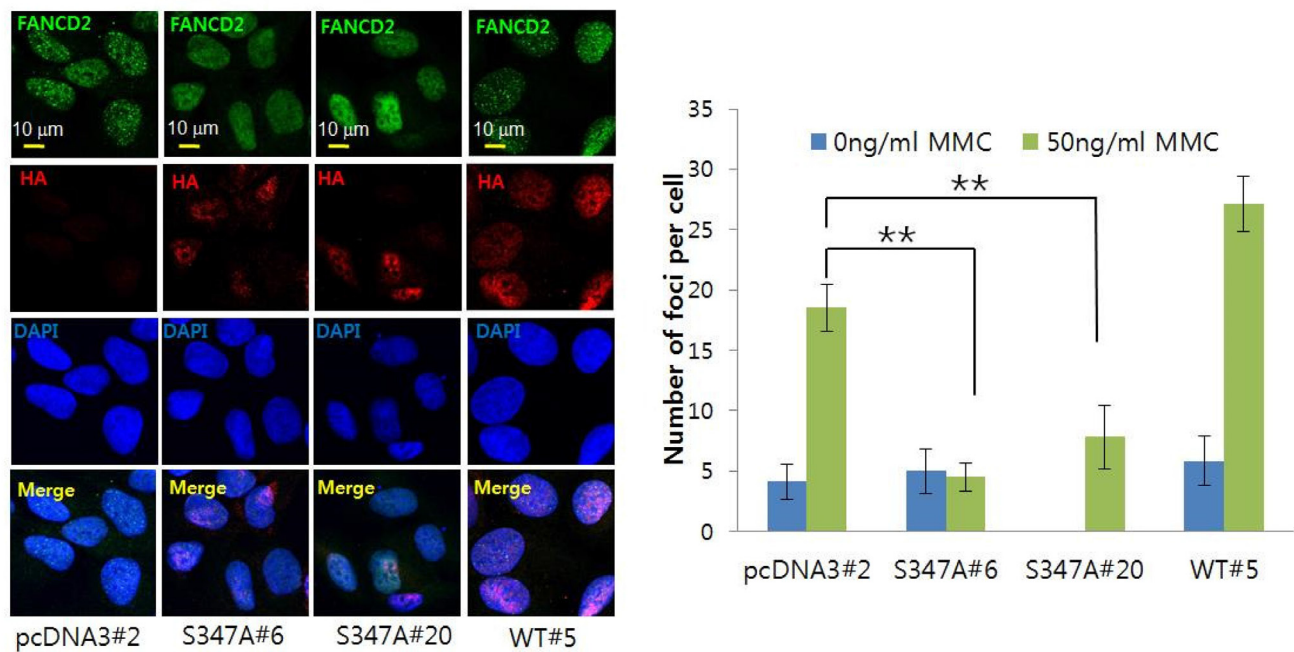 FANCD2 FANCD2 FANCD2 FANCD2
10 μm 10 μm 10 μm 10 μm
HA HA HA HA
DAPI DAPI DAPI DAPI
Merge Merge Merge Merge
pcDNA3#2 S347A#6 S347A#20 WT#5
Number of foci per cell
35
30
25
20
15
10
5
0
0ng/ml MMC 50ng/ml MMC
**
**
pcDNA3#2 S347A#6 S347A#20 WT#5